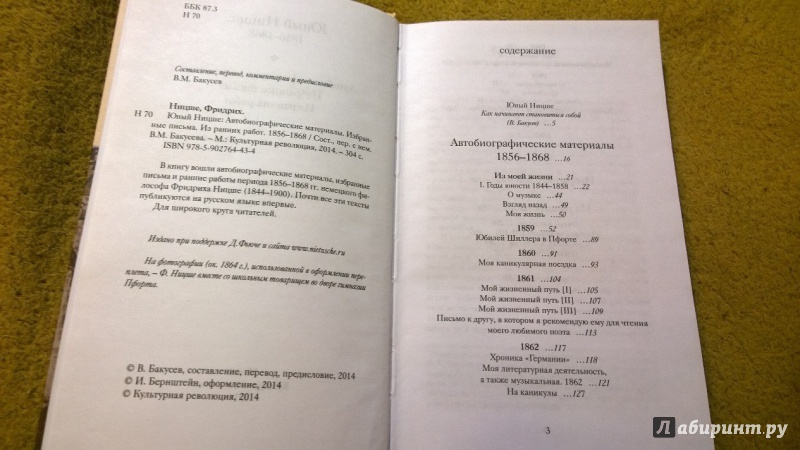 ББК 87.3
Н 70
Составление, перевод, комментарии и предисловие
В.М. Бакусев
Ницше, Фридрих.
Н 70 Юный Ницше: Автобиографические материалы. Избран-
ные письма. Из ранних работ. 1856–1868 / Сост., пер. с нем.
В.М. Бакусева. – М.: Культурная революция, 2014. – 304 с.
ISBN 978-5-902764-43-4
В книгу вошли автобиографические материалы, избранные
письма и ранние работы периода 1856–1868 гг. немецкого фи-
лософа Фридриха Ницше (1844–1900). Почти все эти тексты
публикуются на русском языке впервые.
Для широкого круга читателей.
Издано при поддержке Д. Фьюче и сайта www.nietzsche.ru
На фотографии (ок. 1864 г.), использованной в оформлении пере-
плета, – Ф. Ницше вместе со школьным товарищем во дворе гимназии
Пфорта.
© В. Бакусев, составление, перевод, предисловие, 2014
© И. Бернштейн, оформление, 2014
© Культурная революция, 2014
содержание
Юный Ницше
Как начинают становиться собой
(В. Бакусев) ...5
Автобиографические материалы
1856–1868 ...16
Из моей жизни ...21
I. Годы юности 1844–1858 ...22
О музыке ...44
Взгляд назад ...49
Моя жизнь ...50
1859 ...52
Юбилей Шиллера в Пфорте ...89
1860 ...91
Моя каникулярная поездка ...93
1861 ...104
Мой жизненный путь [I] ...105
Мой жизненный путь [II] ...107
Мой жизненный путь [III] ...109
Письмо к другу, в котором я рекомендую ему для чтения
моего любимого поэта ...113
1862 ...117
Хроника «Германии» ...118
Моя литературная деятельность,
а также музыкальная. 1862 ...121
На каникулы ...127
3
Лабиринт.ру